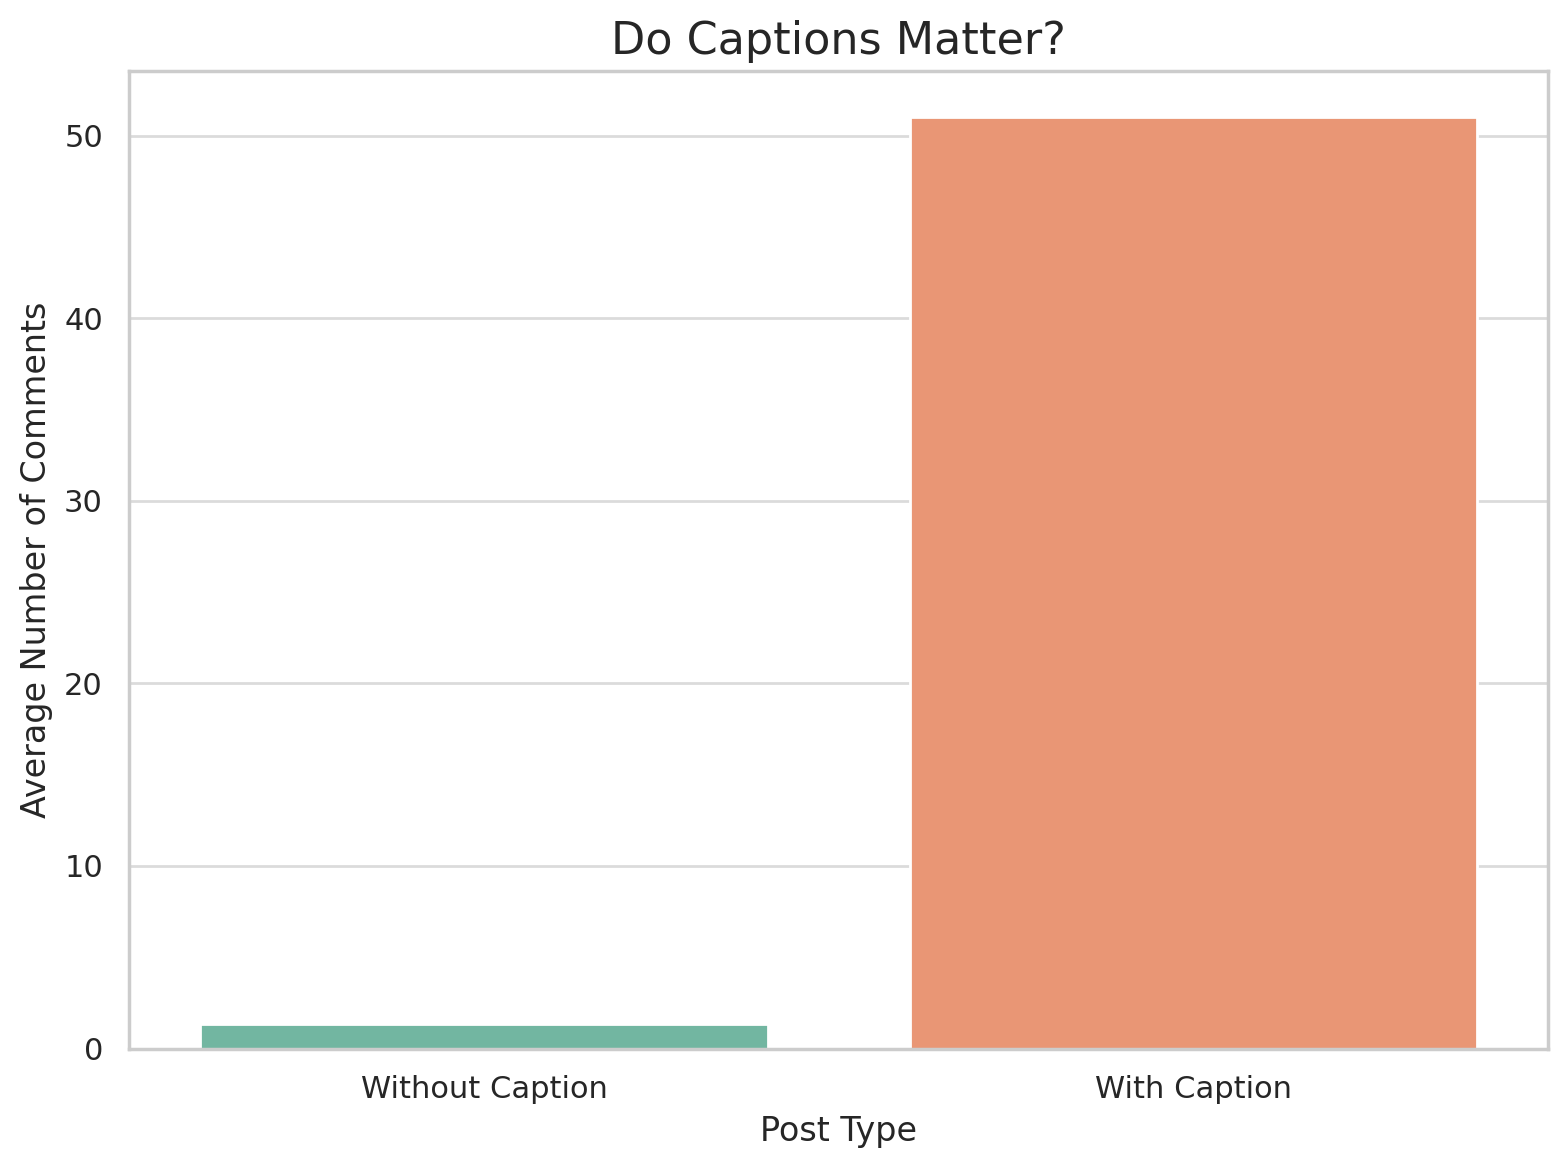 Do Captions Matter?
Average Number of Comments
50
40
30
20
10
0
Without Caption
With Caption
Post Type